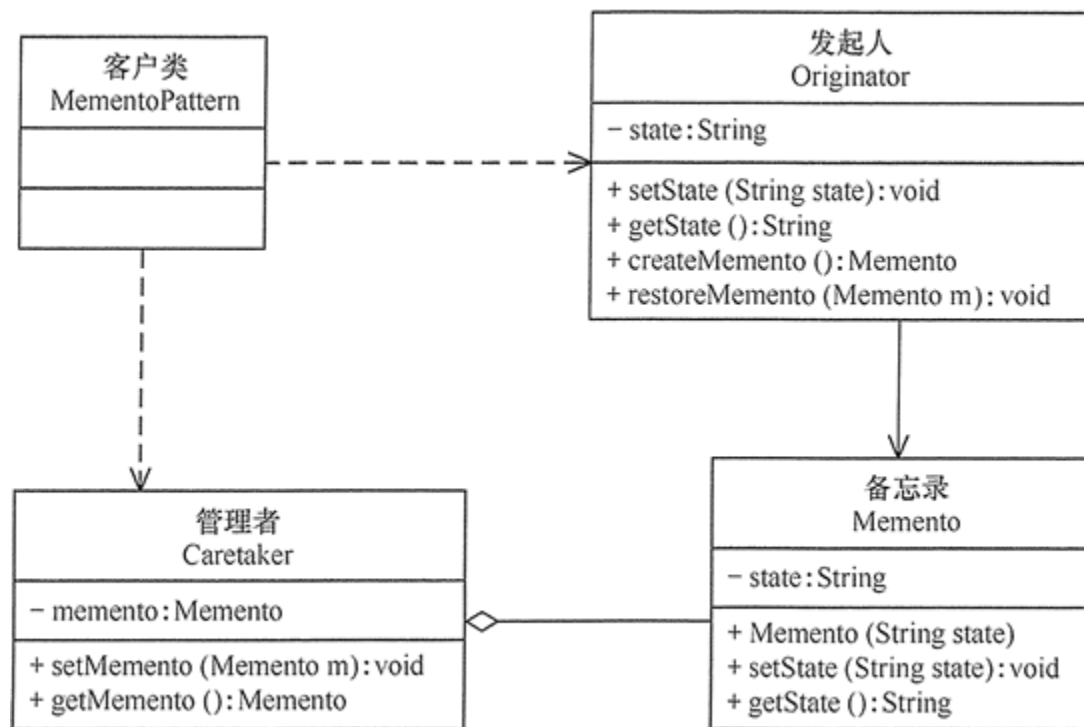 客户类
MementoPattern
发起人
Originator
- state:String
+ setState (String state):void
+ getState ():String
+ createMemento ():Memento
+ restoreMemento (Memento m):void
管理者
Caretaker
- memento:Memento
+ setMemento (Memento m):void
+ getMemento ():Memento
备忘录
Memento
- state:String
+ Memento (String state)
+ setState (String state):void
+ getState ():String